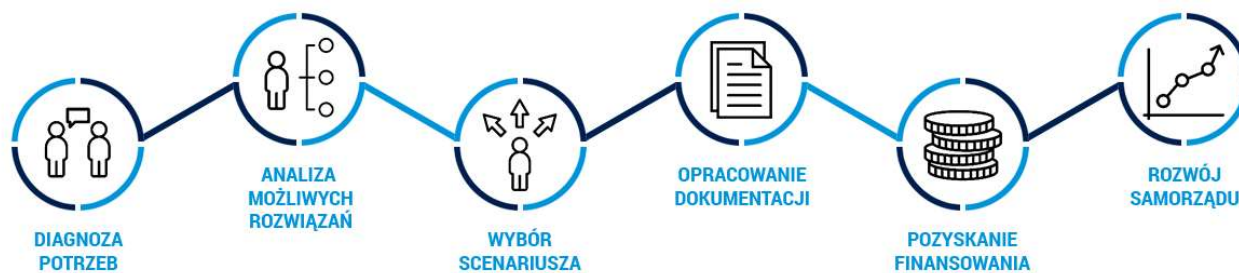 DIAGNOZA
POTRZEB
ANALIZA
MOŻLIWYCH
ROZWIĄZAŃ
WYBÓR
SCENARIUSZA
OPRACOWANIE
DOKUMENTACJI
POZYSKANIE
FINANSOWANIA
ROZWÓJ
SAMORZĄDU